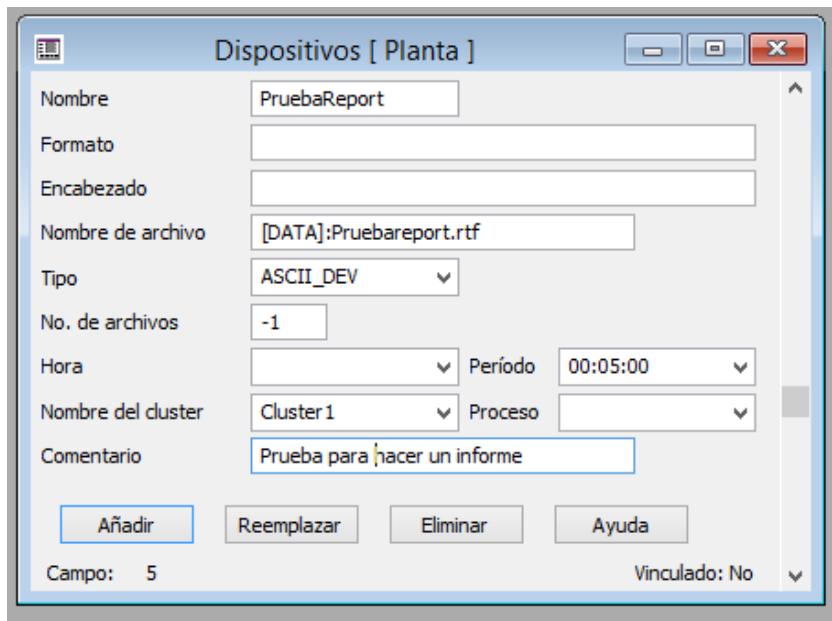 Dispositivos [ Planta ]
Nombre PruebaReport
Formato
Encabezado
Nombre de archivo [DATA]:Pruebareport.rtf
Tipo ASCII_DEV
No. de archivos -1
Hora Período 00:05:00
Nombre del cluster Cluster1 Proceso
Comentario Prueba para hacer un informe
Añadir Reemplazar Eliminar Ayuda
Campo: 5 Vinculado: No